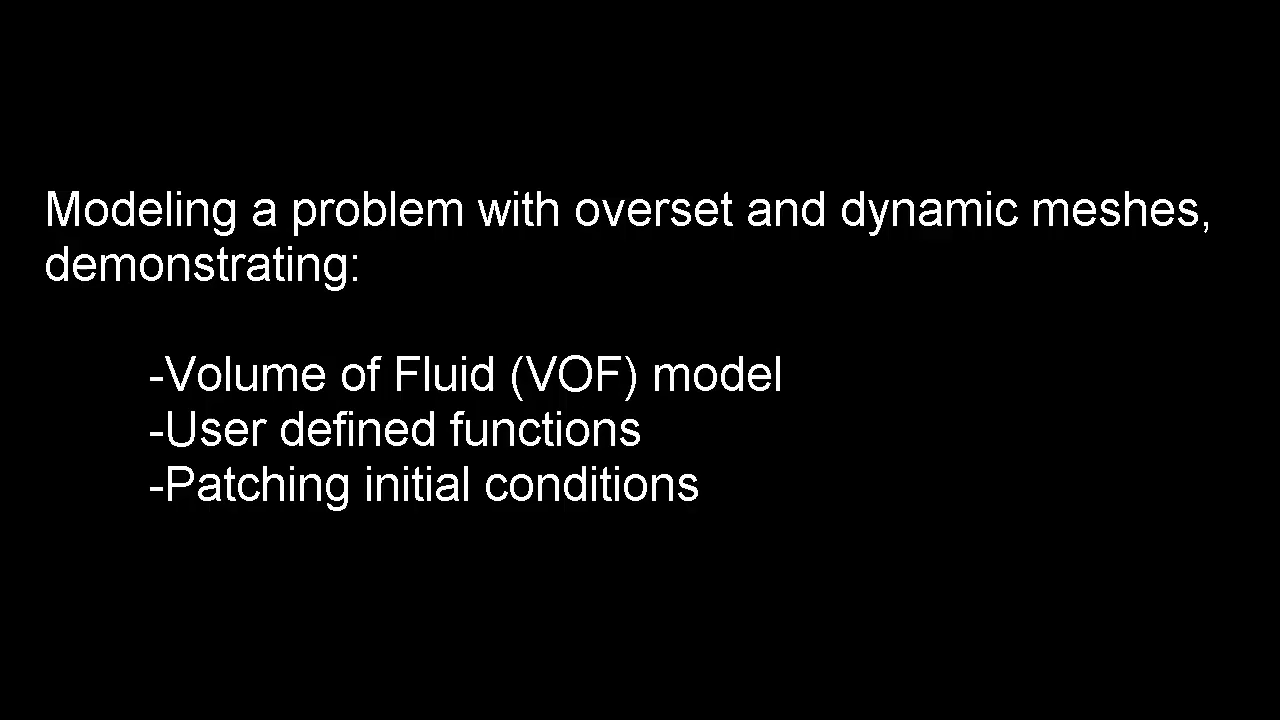 Modeling a problem with overset and dynamic meshes,
demonstrating:
-Volume of Fluid (VOF) model
-User defined functions
-Patching initial conditions